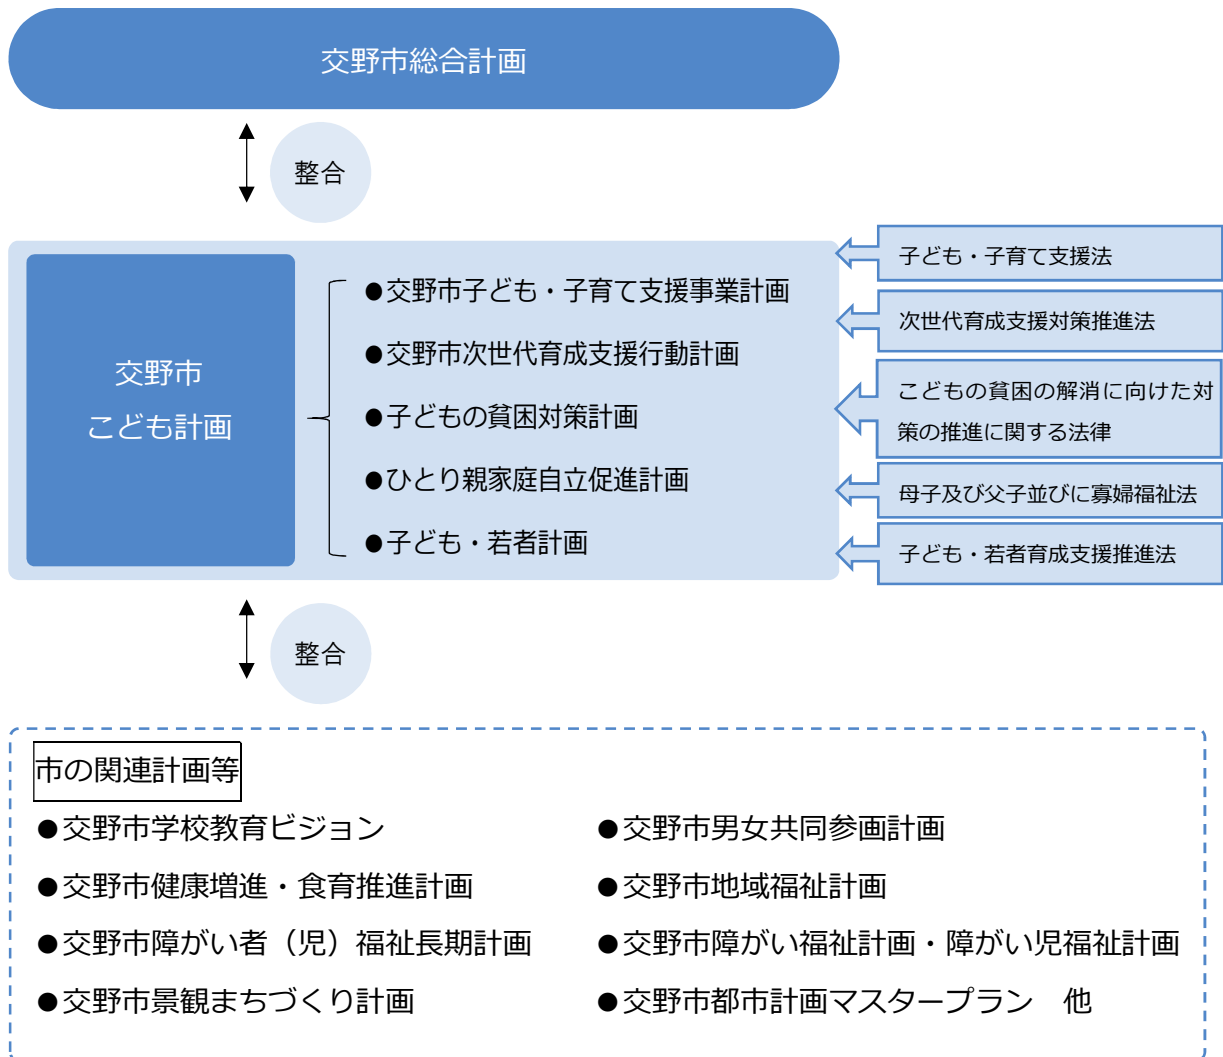 交野市総合計画
整合
交野市
こども計画
●交野市子ども・子育て支援事業計画
●交野市次世代育成支援行動計画
●子どもの貧困対策計画
●ひとり親家庭自立促進計画
●子ども・若者計画
子ども・子育て支援法
次世代育成支援対策推進法
こどもの貧困の解消に向けた対
策の推進に関する法律
母子及び父子並びに寡婦福祉法
子ども・若者育成支援推進法
整合
市の関連計画等
●交野市学校教育ビジョン
●交野市健康増進・食育推進計画
●交野市障がい者（児）福祉長期計画
●交野市景観まちづくり計画
●交野市男女共同参画計画
●交野市地域福祉計画
●交野市障がい福祉計画・障がい児福祉計画
●交野市都市計画マスタープラン　他